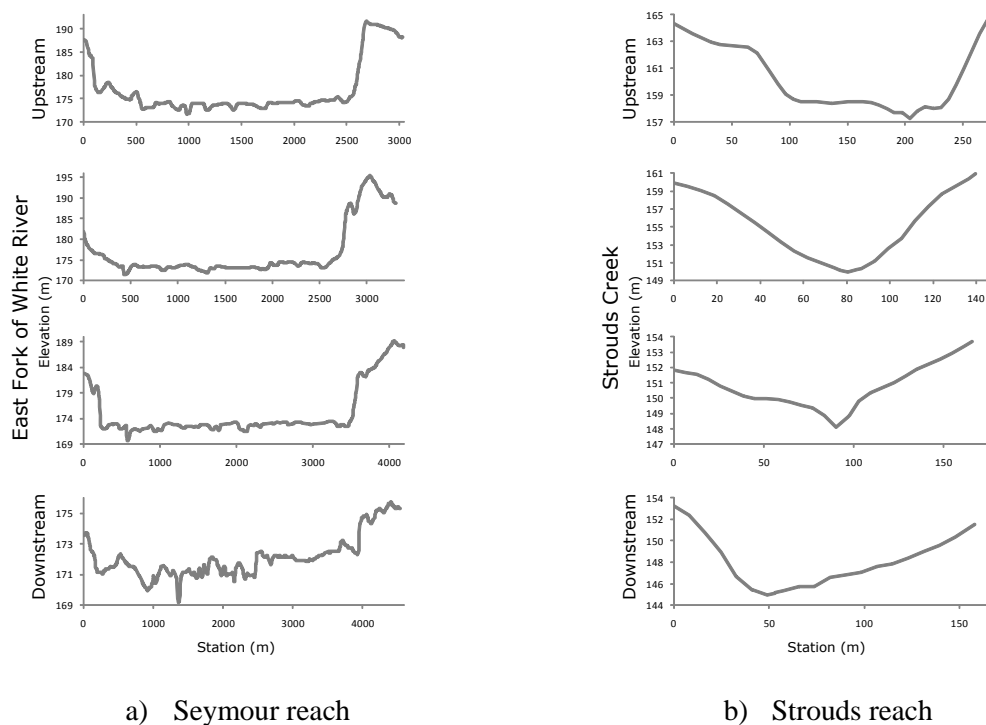 East Fork of White River
Elevation (m)
Upstream
190
185
180
175
170
0 500 1000 1500 2000 2500 3000
195
190
185
180
175
170
0 500 1000 1500 2000 2500 3000
189
184
179
174
169
0 1000 2000 3000 4000
Downstream
175
173
171
169
0 1000 2000 3000 4000
Station (m)
a) Seymour reach
Strouds Creek
Elevation (m)
Upstream
165
163
161
159
157
0 50 100 150 200 250
161
159
157
155
153
151
149
0 20 40 60 80 100 120 140
154
153
152
151
150
149
148
147
0 50 100 150
Downstream
154
152
150
148
146
144
0 50 100 150
Station (m)
b) Strouds reach